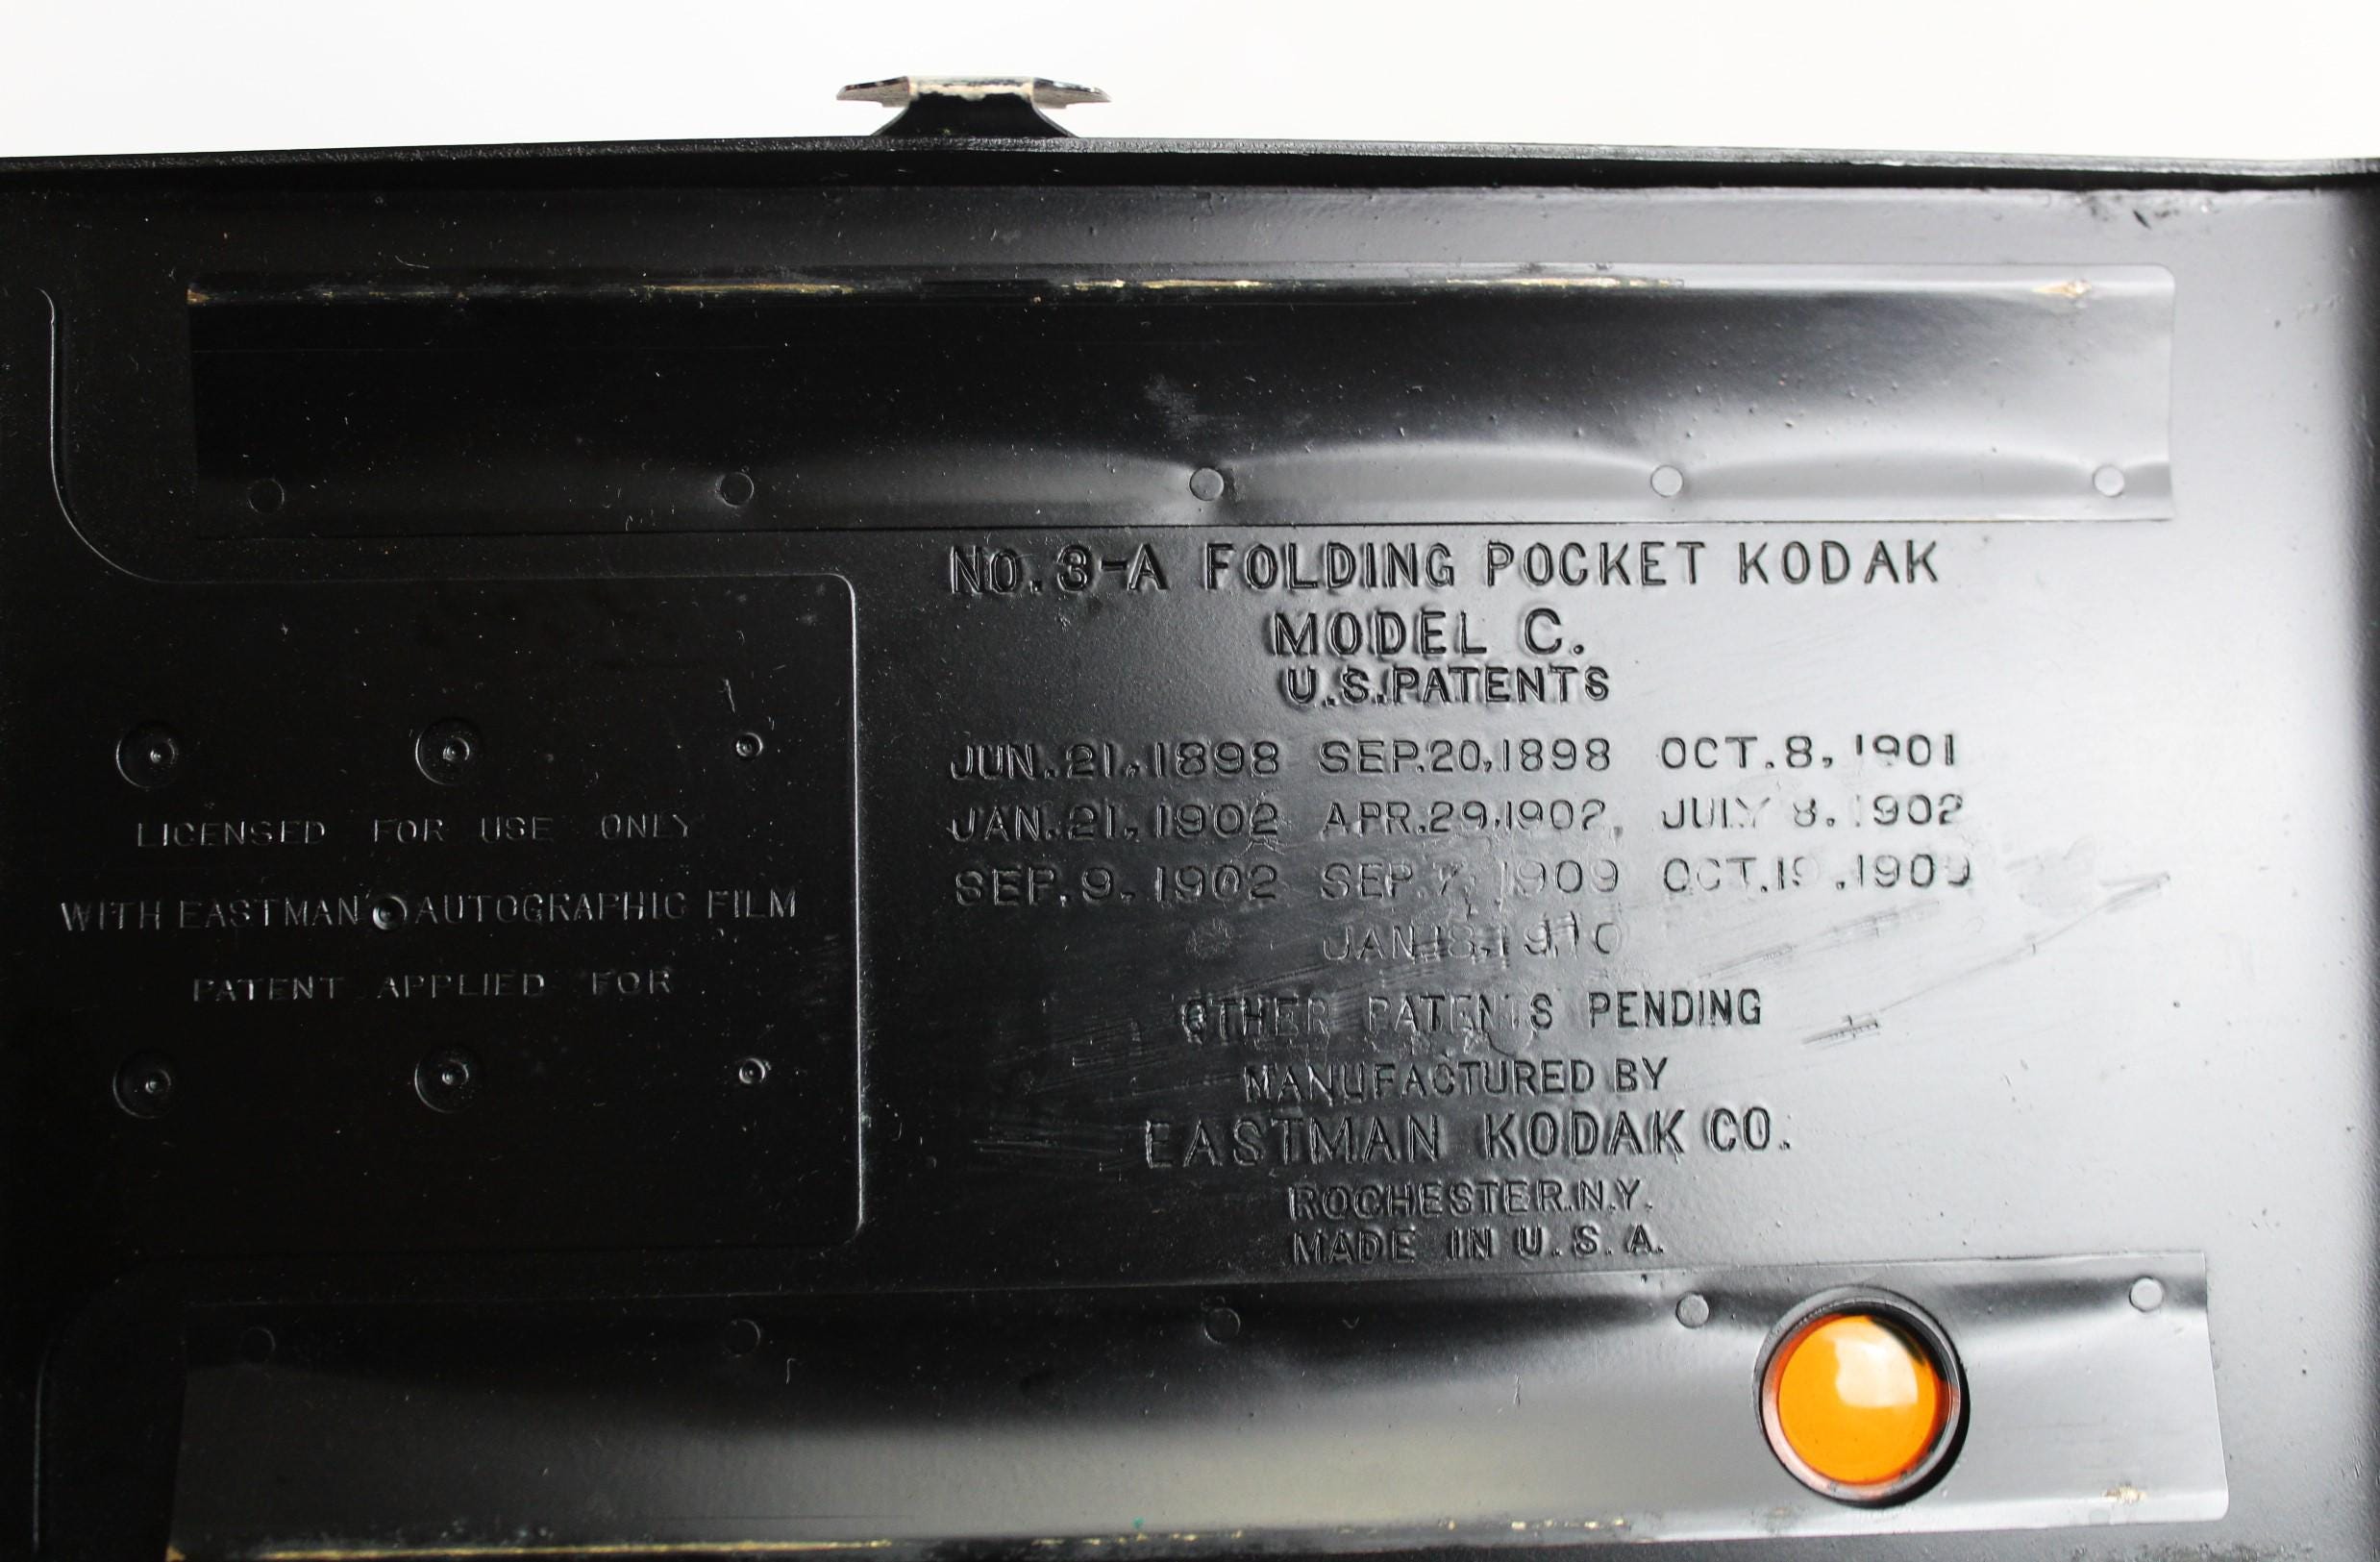 No. 3-A FOLDING POCKET KODAK
MODEL C.
U.S. PATENTS
JUN. 21, 1898 SEP. 20, 1898 OCT. 8, 1901
JAN. 21, 1902 APR. 29, 1902, JULY 8, 1902
SEP. 9, 1902 SEP. 7, 1909 OCT. 19, 1909
JAN. 18, 1910
OTHER PATENTS PENDING
MANUFACTURED BY
EASTMAN KODAK CO.
ROCHESTER. N.Y.
MADE IN U.S.A.
LICENSED FOR USE ONLY
WITH EASTMAN AUTOGRAPHIC FILM
PATENT APPLIED FOR